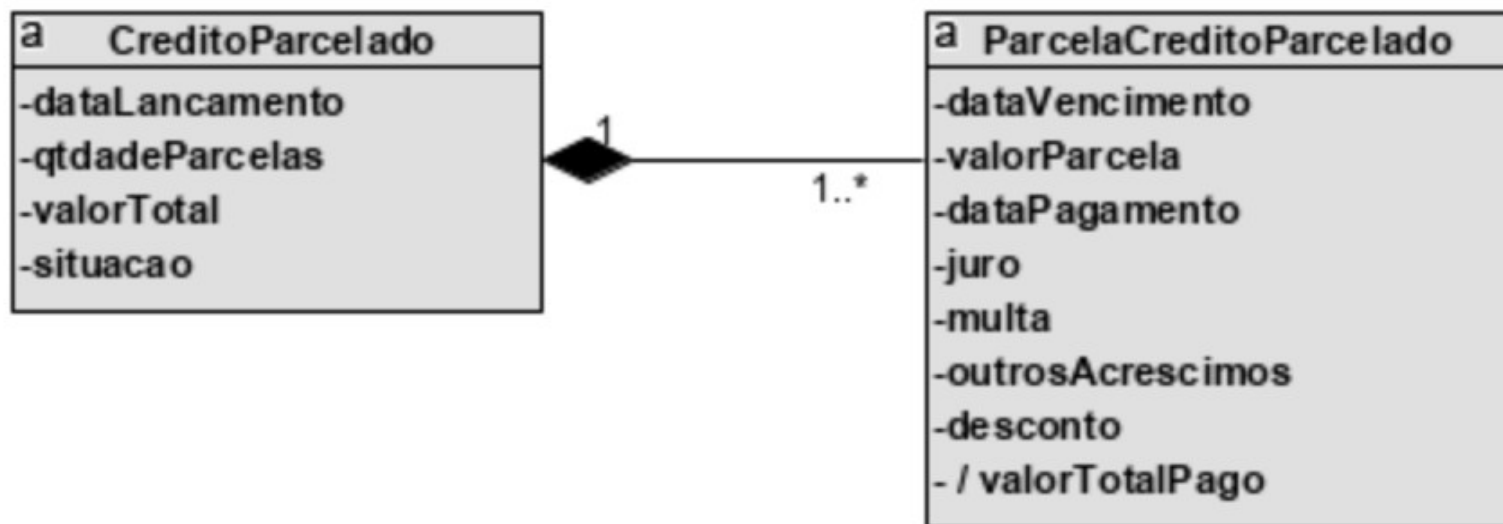 a CreditoParcelado
-dataLancamento
-qtdadeParcelas
-valorTotal
-situacao
1
1..*
a ParcelaCreditoParcelado
-dataVencimento
-valorParcela
-dataPagamento
-juro
-multa
-outrosAcrescimos
-desconto
- / valorTotalPago